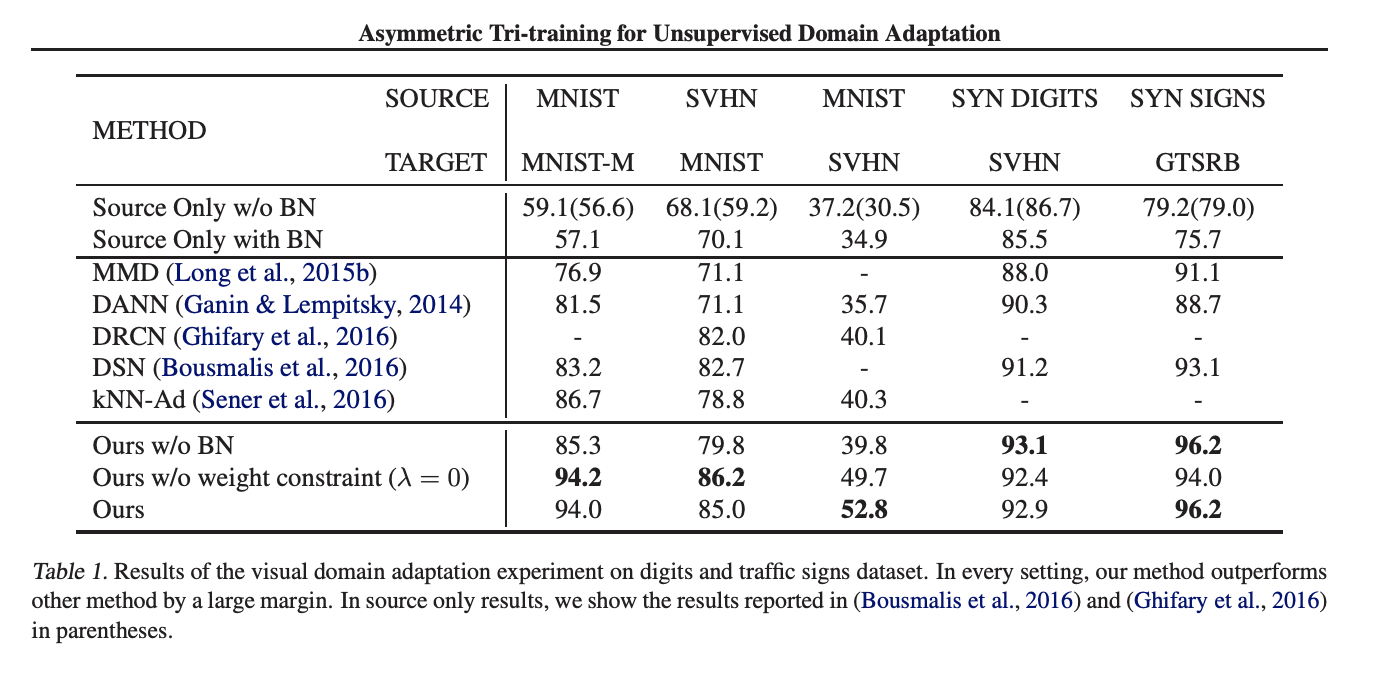 Asymmetric Tri-training for Unsupervised Domain Adaptation
SOURCE MNIST SVHN MNIST SYN DIGITS SYN SIGNS
METHOD
TARGET MNIST-M MNIST SVHN SVHN GTSRB
Source Only w/o BN 59.1(56.6) 68.1(59.2) 37.2(30.5) 84.1(86.7) 79.2(79.0)
Source Only with BN 57.1 70.1 34.9 85.5 75.7
MMD (Long et al., 2015b) 76.9 71.1 - 88.0 91.1
DANN (Ganin & Lempitsky, 2014) 81.5 71.1 35.7 90.3 88.7
DRCN (Ghifary et al., 2016) - 82.0 40.1 - -
DSN (Bousmalis et al., 2016) 83.2 82.7 - 91.2 93.1
kNN-Ad (Sener et al., 2016) 86.7 78.8 40.3 - -
Ours w/o BN 85.3 79.8 39.8 93.1 96.2
Ours w/o weight constraint (λ = 0) 94.2 86.2 49.7 92.4 94.0
Ours 94.0 85.0 52.8 92.9 96.2
Table 1. Results of the visual domain adaptation experiment on digits and traffic signs dataset. In every setting, our method outperforms
other method by a large margin. In source only results, we show the results reported in (Bousmalis et al., 2016) and (Ghifary et al., 2016)
in parentheses.